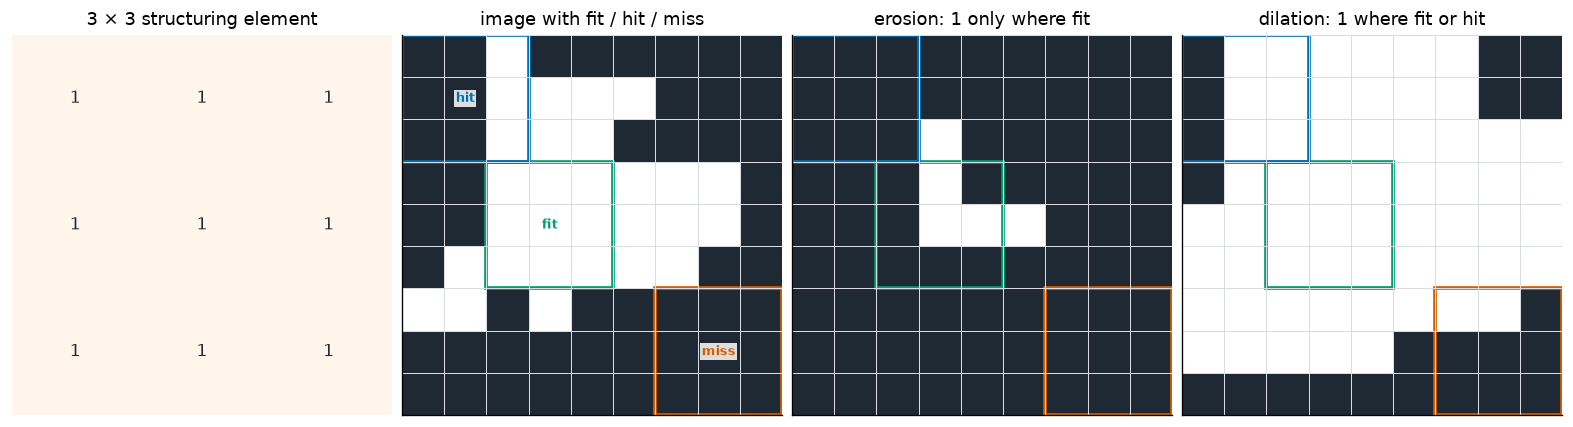 3 × 3 structuring element
image with fit / hit / miss
erosion: 1 only where fit
dilation: 1 where fit or hit
1 1 1
1 1 1
1 1 1
hit
fit
miss